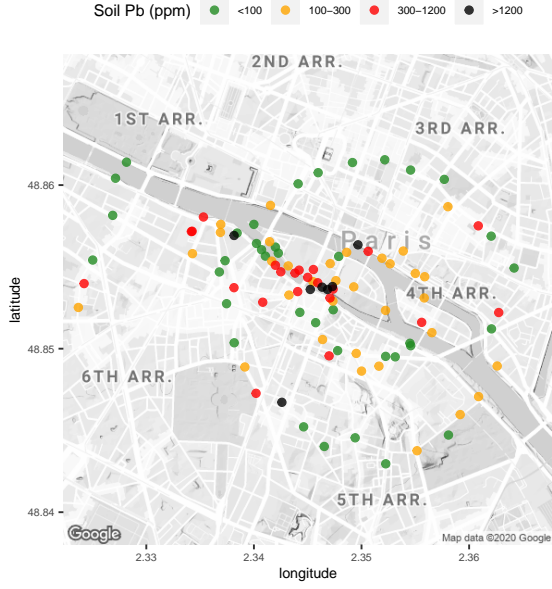 Soil Pb (ppm) <100 100–300 300–1200 >1200
2ND ARR.
1ST ARR.
3RD ARR.
48.86
Paris
4TH ARR.
latitude
48.85
6TH ARR.
5TH ARR.
48.84
Google
Map data ©2020 Google
2.33 2.34 2.35 2.36
longitude